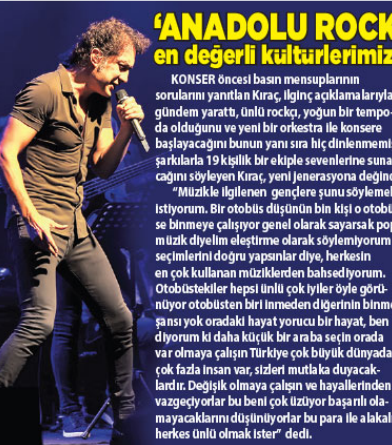 'ANADOLU ROCK
en değerli kültürlerimiz
KONSER öncesi basın mensuplarının
sorularını yanıtlan Kıraç, ilginç açıklamalarıyla
gündem yarattı, ünlü rockçı, yoğun bir tempo-
da olduğunu ve yeni bir orkestra ile konsere
başlayacağını bunun yanı sıra hiç dinlenmemi
şarkılarla 19 kişilik bir ekiple sevenlerine suna
cağını söyleyen Kıraç, yeni jenerasyona değind
"Müzikle ilgilenen gençlere şunu söylemel
istiyorum. Bir otobüs düşünün bin kişi o otobü
se binmeye çalışıyor genel olarak sayarsak pop
müzik diyelim eleştirme olarak söylemiyorum
seçimlerini doğru yapsınlar diye, herkesin
en çok kullanan müziklerden bahsediyorum.
Otobüstekiler hepsi ünlü çok iyiler öyle görü-
nüyor otobüsten biri inmeden diğerinin binme
şansı yok oradaki hayat yorucu bir hayat, ben
diyorum ki daha küçük bir araba seçin orada
var olmaya çalışın Türkiye çok büyük dünyada
çok fazla insan var, sizleri mutlaka duyacak-
lardır. Değişik olmaya çalışın ve hayallerinden
vazgeçiyorlar bu beni çok üzüyor başarılı ola-
mayacaklarını düşünüyorlar bu para ile alakal
herkes ünlü olmak ister" dedi.